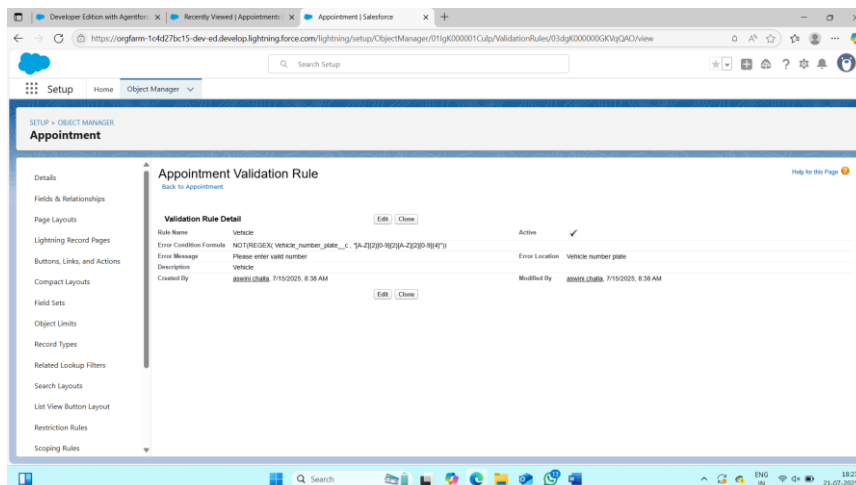 Developer Edition with Agentforc
Recently Viewed | Appointments |
Appointment | Salesforce
https://orgfarm-1c4d27bc15-dev-ed.develop.lightning.force.com/lightning/setup/ObjectManager/01IgK000001Culp/ValidationRules/03dgK000000GKVqQAO/view
Search Setup
Setup Home Object Manager
SETUP > OBJECT MANAGER
Appointment
Details
Fields & Relationships
Page Layouts
Lightning Record Pages
Buttons, Links, and Actions
Compact Layouts
Field Sets
Object Limits
Record Types
Related Lookup Filters
Search Layouts
List View Button Layout
Restriction Rules
Scoping Rules
Appointment Validation Rule
Help for this Page
Back to Appointment
Validation Rule Detail Edit Clone
Rule Name Vehicle Active ✓
Error Condition Formula NOT(REGEX( Vehicle_number_plate__c , "[A-Z]{2}[0-9]{2}[A-Z]{2}[0-9]{4}"))
Error Message Please enter valid number Error Location Vehicle number plate
Description Vehicle
Created By aswini challa, 7/15/2025, 8:38 AM Modified By aswini challa, 7/15/2025, 8:38 AM
Edit Clone
Search
ENG
IN
18:27
21-07-2025